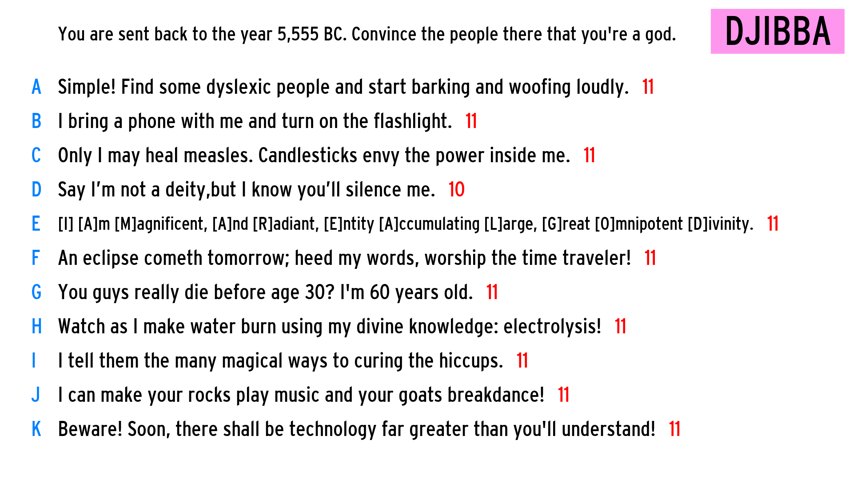 You are sent back to the year 5,555 BC. Convince the people there that you're a god.
DJIBBA
A Simple! Find some dyslexic people and start barking and woofing loudly. 11
B I bring a phone with me and turn on the flashlight. 11
C Only I may heal measles. Candlesticks envy the power inside me. 11
D Say I’m not a deity,but I know you’ll silence me. 10
E [I] [A]m [M]agnificent, [A]nd [R]adiant, [E]ntity [A]ccumulating [L]arge, [G]reat [O]mnipotent [D]ivinity. 11
F An eclipse cometh tomorrow; heed my words, worship the time traveler! 11
G You guys really die before age 30? I'm 60 years old. 11
H Watch as I make water burn using my divine knowledge: electrolysis! 11
I I tell them the many magical ways to curing the hiccups. 11
J I can make your rocks play music and your goats breakdance! 11
K Beware! Soon, there shall be technology far greater than you'll understand! 11